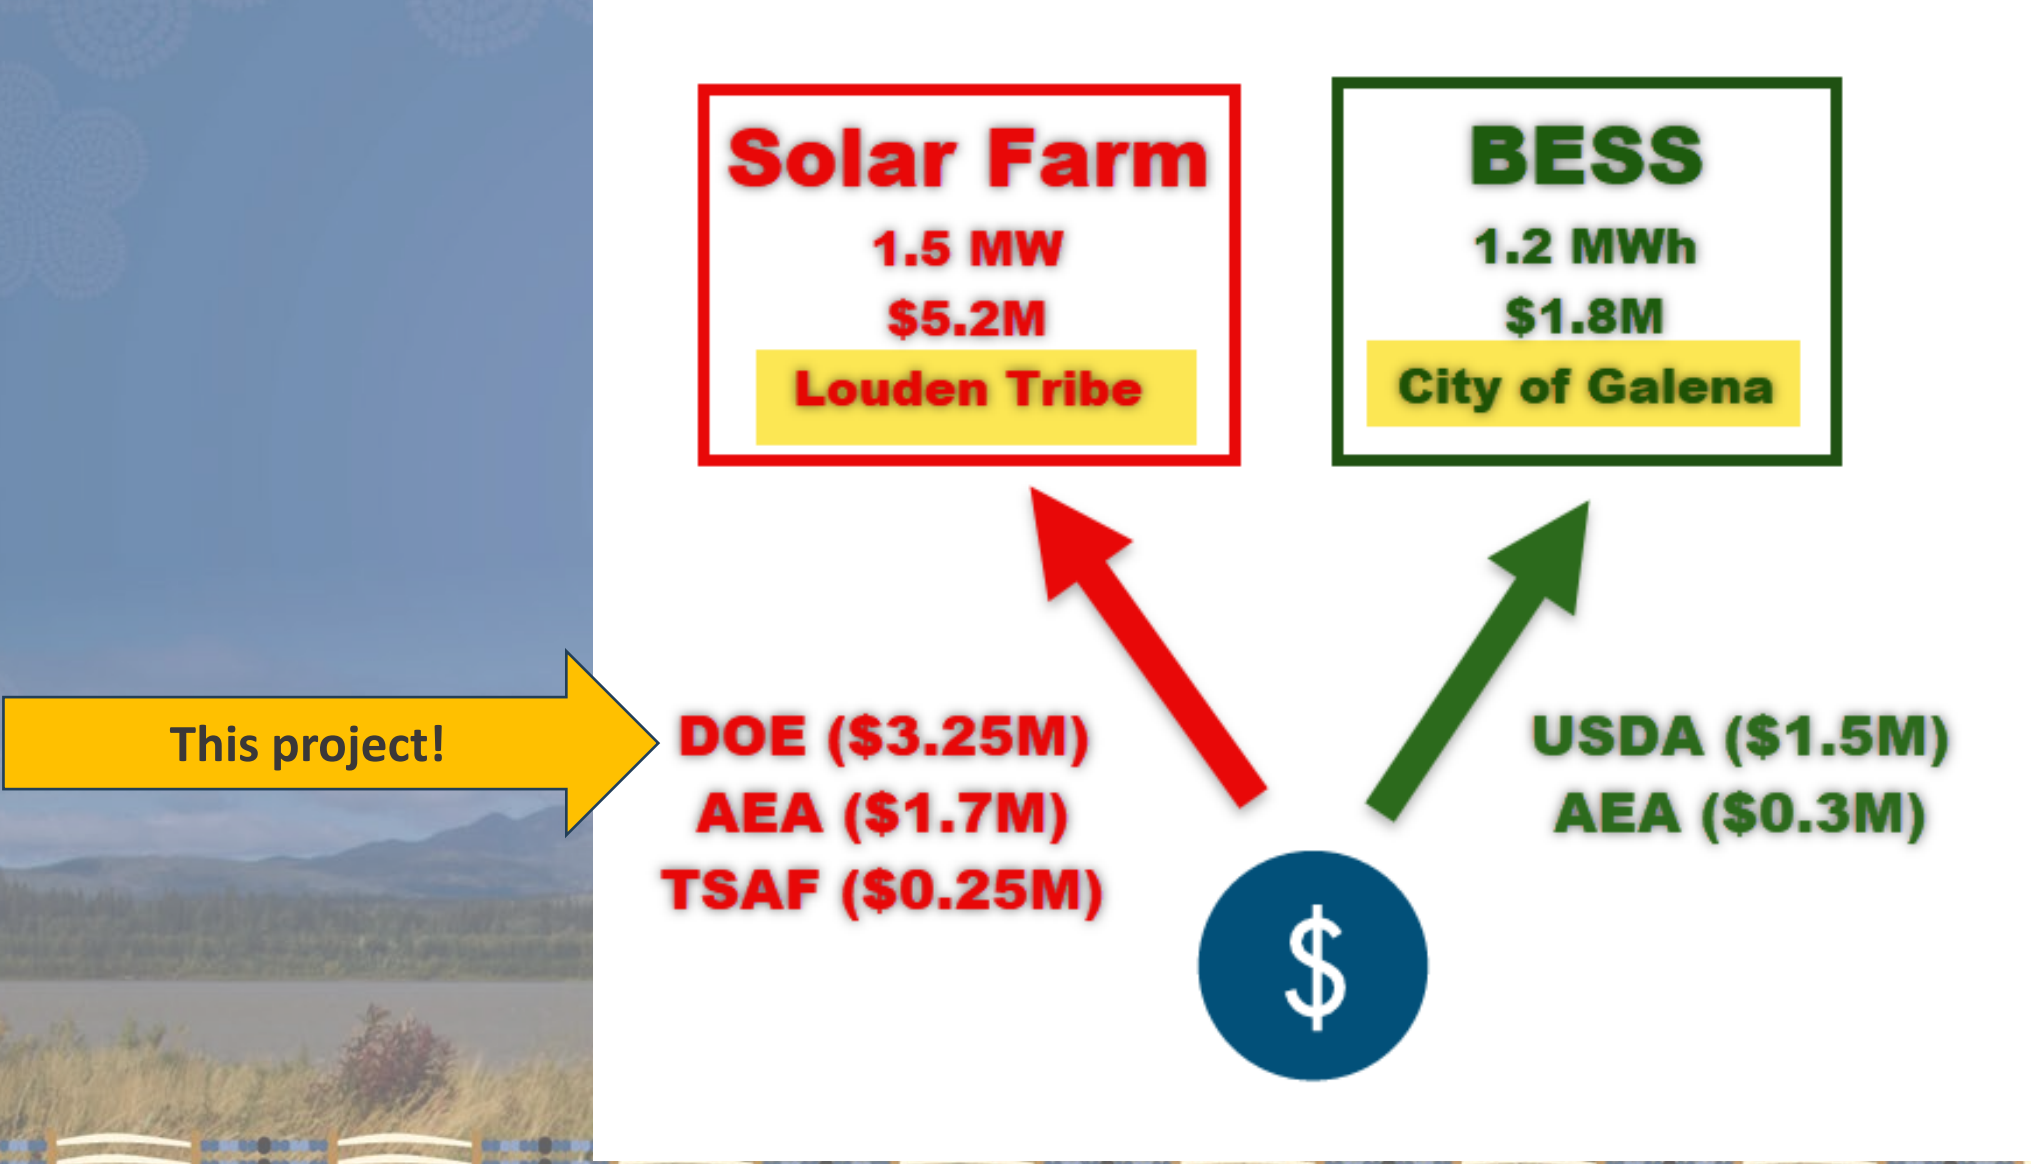 Solar Farm
1.5 MW
$5.2M
Louden Tribe
BESS
1.2 MWh
$1.8M
City of Galena
This project!
DOE ($3.25M)
AEA ($1.7M)
TSAF ($0.25M)
USDA ($1.5M)
AEA ($0.3M)
$